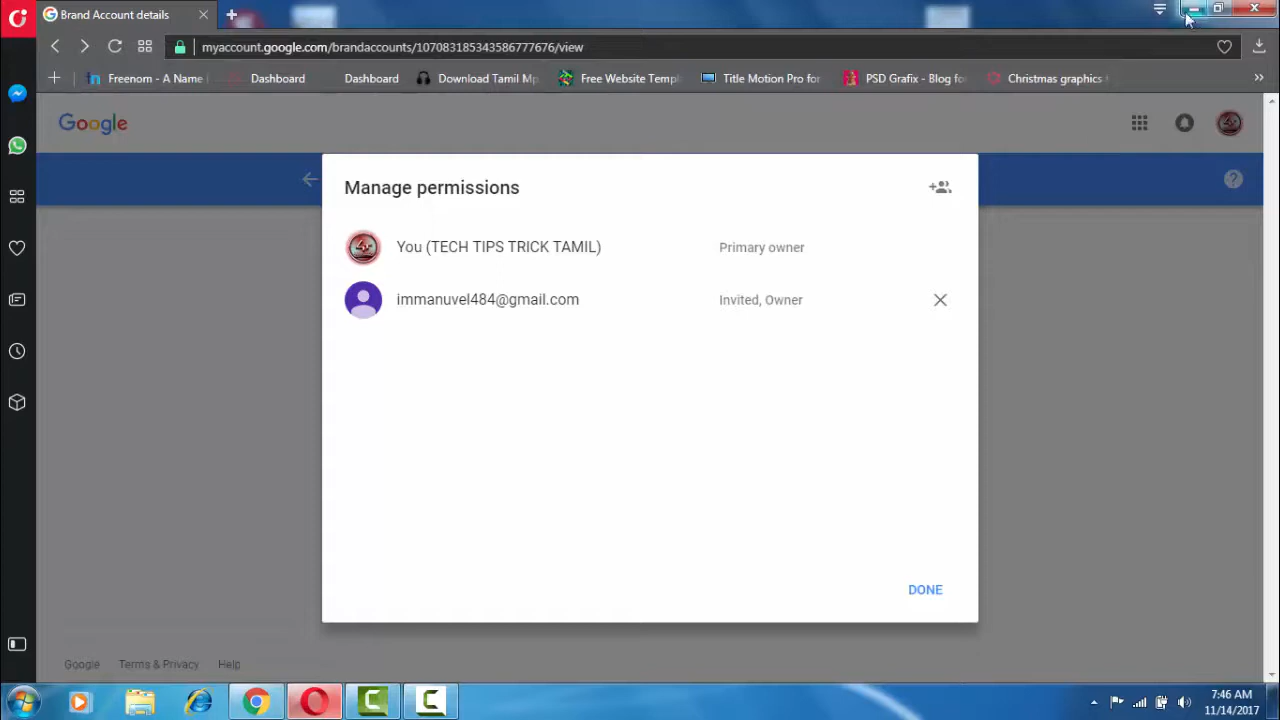 Brand Account details
myaccount.google.com/brandaccounts/107083185343586777676/view
Freenom - A Name
Dashboard
Dashboard
Download Tamil Mp
Free Website Templ
Title Motion Pro for
PSD Grafix - Blog fo
Christmas graphics
Google
Manage permissions
You (TECH TIPS TRICK TAMIL)
Primary owner
immanuvel484@gmail.com
Invited, Owner
DONE
Google
Terms & Privacy
Help
7:46 AM
11/14/2017